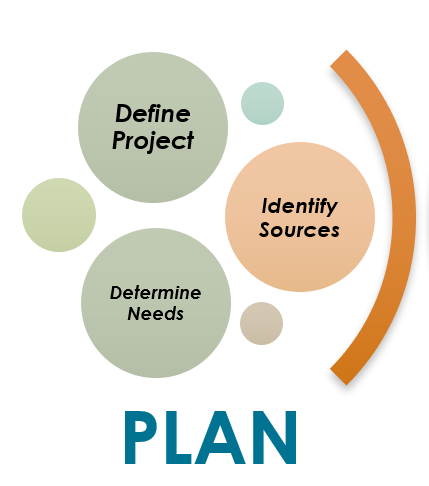 Define
Project
Identify
Sources
Determine
Needs
PLAN